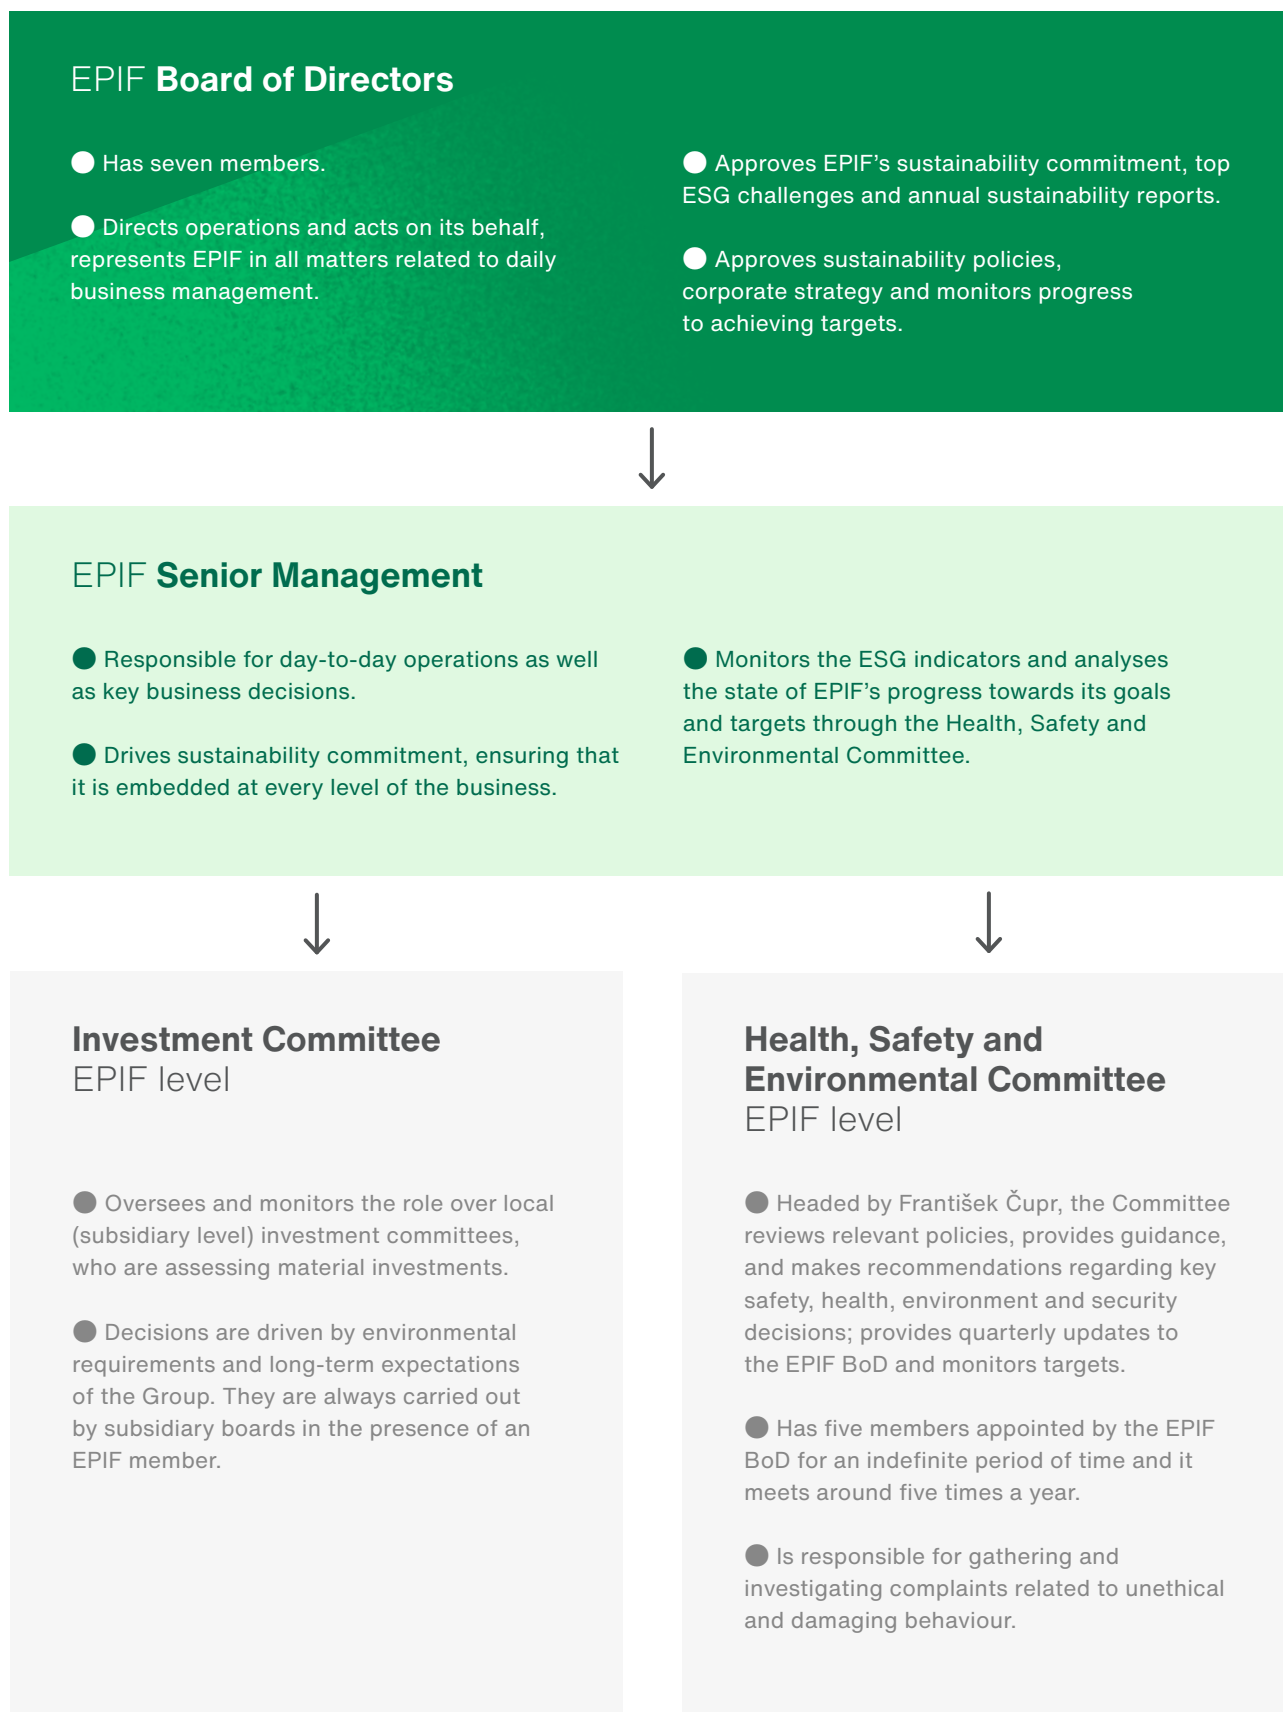 EPIF Board of Directors
● Has seven members.
● Directs operations and acts on its behalf,
represents EPIF in all matters related to daily
business management.
● Approves EPIF’s sustainability commitment, top
ESG challenges and annual sustainability reports.
● Approves sustainability policies,
corporate strategy and monitors progress
to achieving targets.
EPIF Senior Management
● Responsible for day-to-day operations as well
as key business decisions.
● Drives sustainability commitment, ensuring that
it is embedded at every level of the business.
● Monitors the ESG indicators and analyses
the state of EPIF’s progress towards its goals
and targets through the Health, Safety and
Environmental Committee.
Investment Committee
EPIF level
● Oversees and monitors the role over local
(subsidiary level) investment committees,
who are assessing material investments.
● Decisions are driven by environmental
requirements and long-term expectations
of the Group. They are always carried out
by subsidiary boards in the presence of an
EPIF member.
Health, Safety and
Environmental Committee
EPIF level
● Headed by František Čupr, the Committee
reviews relevant policies, provides guidance,
and makes recommendations regarding key
safety, health, environment and security
decisions; provides quarterly updates to
the EPIF BoD and monitors targets.
● Has five members appointed by the EPIF
BoD for an indefinite period of time and it
meets around five times a year.
● Is responsible for gathering and
investigating complaints related to unethical
and damaging behaviour.